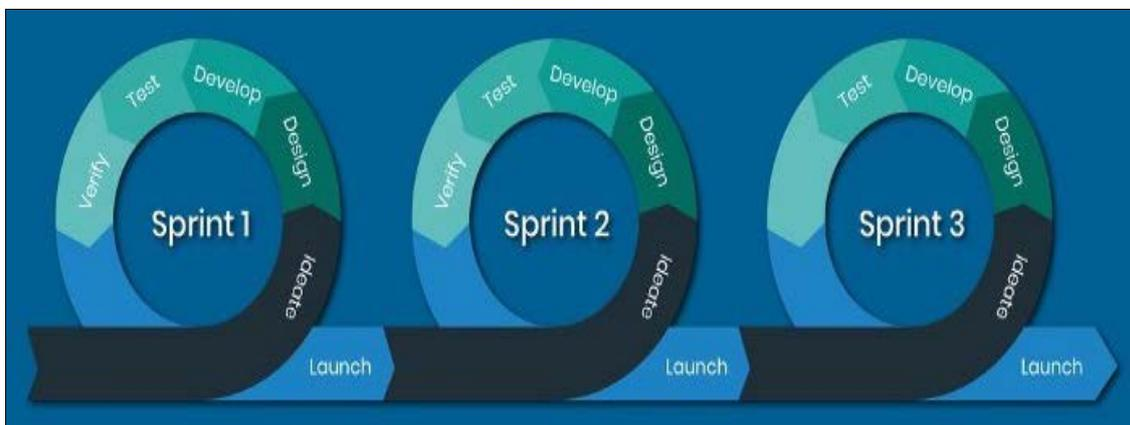 Sprint 1
ideate
Design
Develop
Test
Verify
Launch
Sprint 2
ideate
Design
Develop
Test
Verify
Launch
Sprint 3
ideate
Design
Develop
Test
Launch